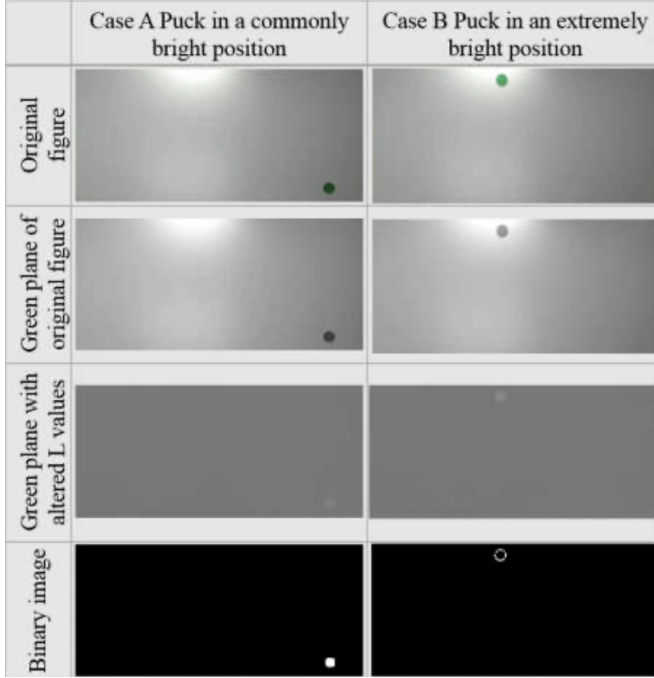 Case A Puck in a commonly
bright position
Case B Puck in an extremely
bright position
Original
figure
Green plane of
original figure
Green plane with
altered L values
Binary image